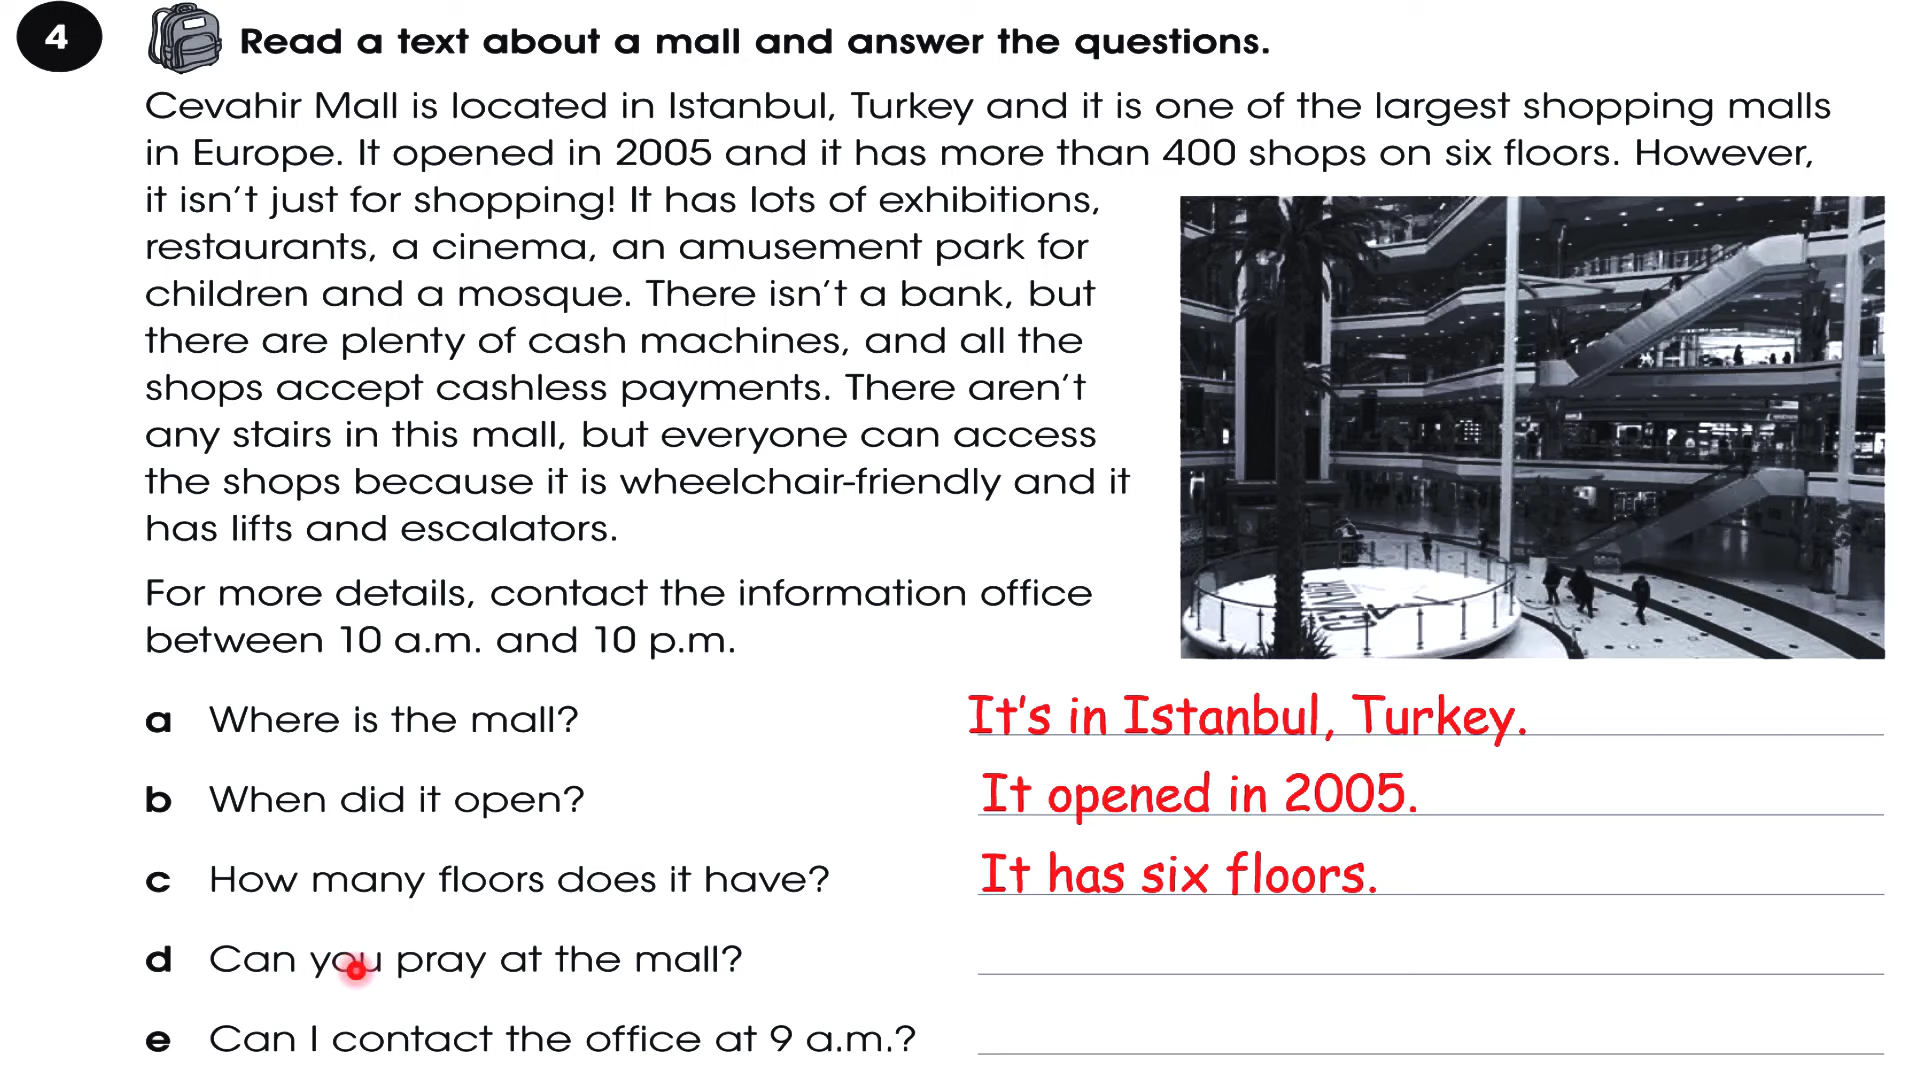 4 Read a text about a mall and answer the questions.
Cevahir Mall is located in Istanbul, Turkey and it is one of the largest shopping malls
in Europe. It opened in 2005 and it has more than 400 shops on six floors. However,
it isn’t just for shopping! It has lots of exhibitions,
restaurants, a cinema, an amusement park for
children and a mosque. There isn’t a bank, but
there are plenty of cash machines, and all the
shops accept cashless payments. There aren’t
any stairs in this mall, but everyone can access
the shops because it is wheelchair-friendly and it
has lifts and escalators.
For more details, contact the information office
between 10 a.m. and 10 p.m.
a Where is the mall? It’s in Istanbul, Turkey.
b When did it open? It opened in 2005.
c How many floors does it have? It has six floors.
d Can you pray at the mall?
e Can I contact the office at 9 a.m.?